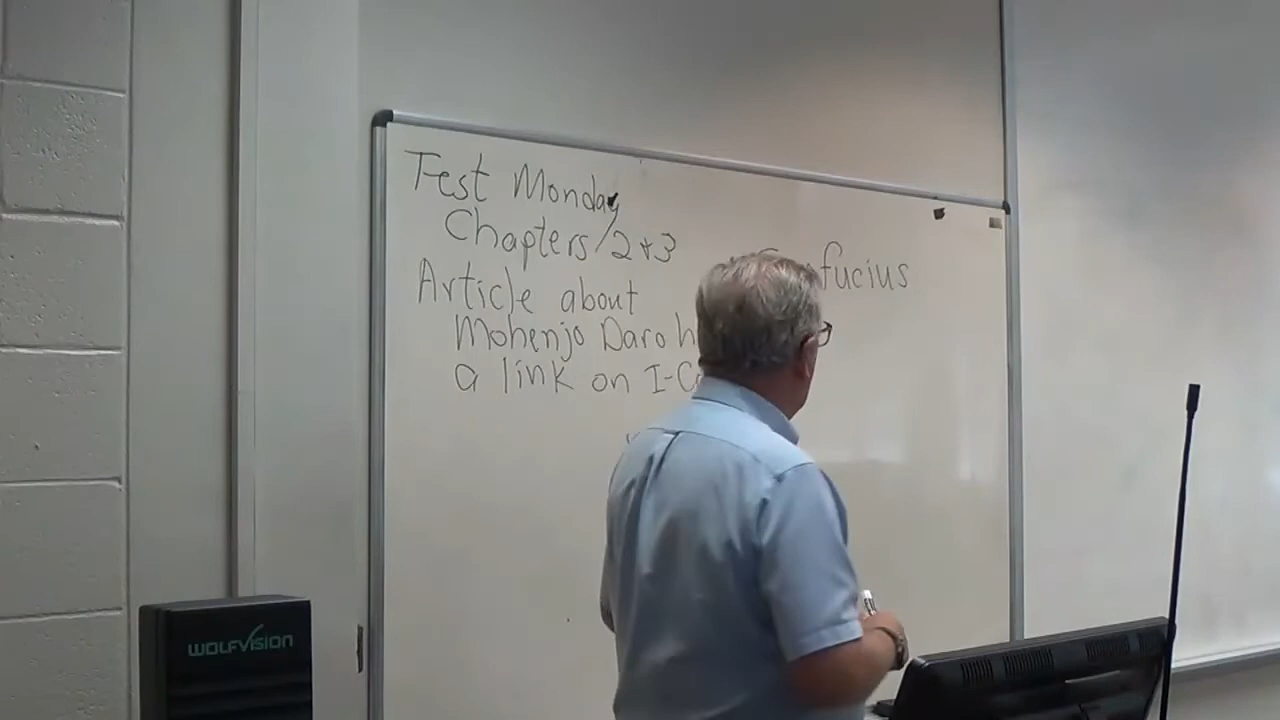 Test Monday
Chapters 2+3
Article about
Mohenjo Daro
a link on
fucius
WOLFVISION